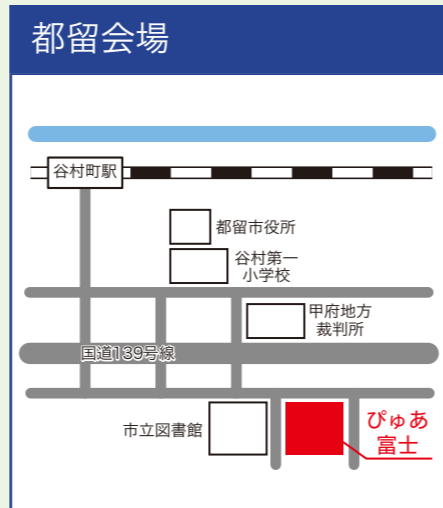 都留会場
谷村町駅
都留市役所
谷村第一
小学校
甲府地方
裁判所
国道139号線
市立図書館
ぴゅあ
富士